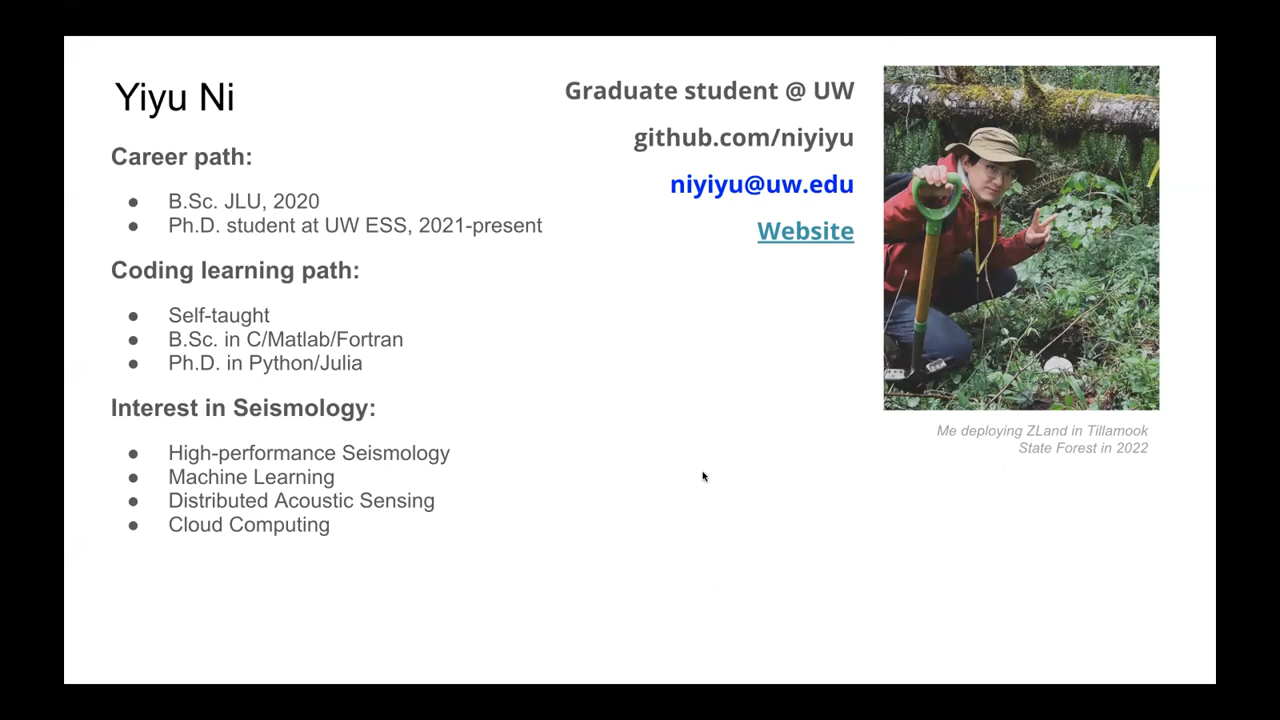 Yiyu Ni
Career path:
● B.Sc. JLU, 2020
● Ph.D. student at UW ESS, 2021-present
Coding learning path:
● Self-taught
● B.Sc. in C/Matlab/Fortran
● Ph.D. in Python/Julia
Interest in Seismology:
● High-performance Seismology
● Machine Learning
● Distributed Acoustic Sensing
● Cloud Computing
Graduate student @ UW
github.com/niyiyu
niyiyu@uw.edu
Website
Me deploying ZLand in Tillamook
State Forest in 2022